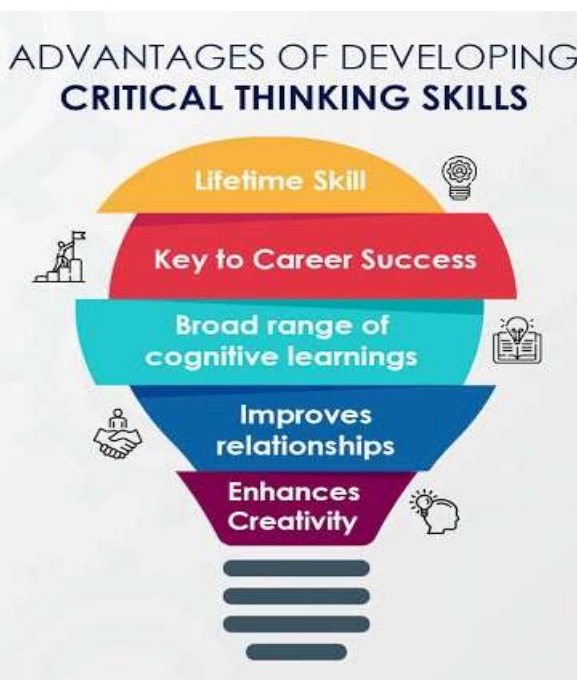 ADVANTAGES OF DEVELOPING
CRITICAL THINKING SKILLS
Lifetime Skill
Key to Career Success
Broad range of
cognitive learnings
Improves
relationships
Enhances
Creativity